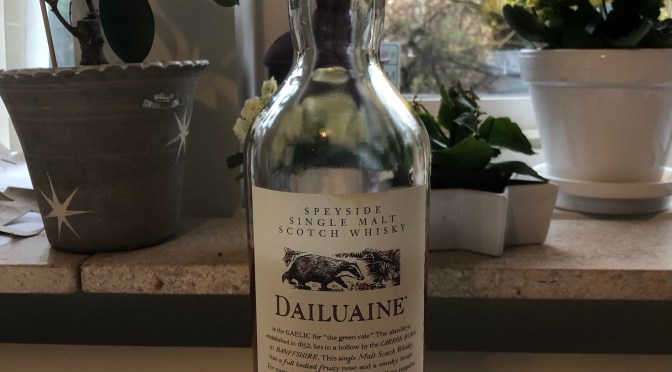 SPEYSIDE
SINGLE MALT
SCOTCH WHISKY
DAILUAINE™
is the GAELIC for "the green vale". The distillery,
established in 1852, lies in a hollow by the CARRON BURN
in BANFFSHIRE. This single Malt Scotch Whisky
has a full bodied fruity nose and a smoky finish.